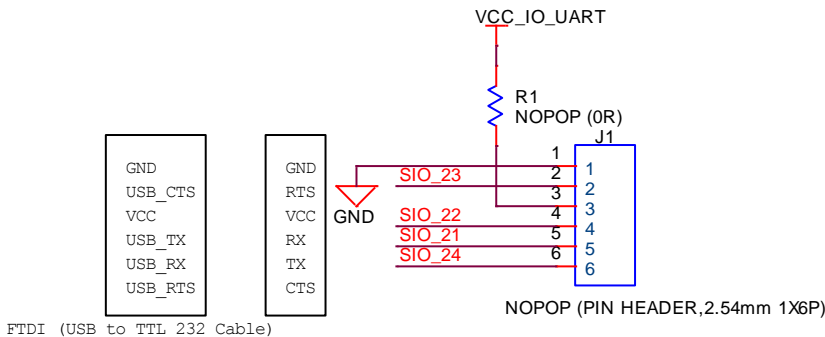 VCC_IO_UART
R1
NOPOP (0R)
J1
GND
USB_CTS
VCC
USB_TX
USB_RX
USB_RTS
GND
RTS
VCC
RX
TX
CTS
GND
SIO_23
SIO_22
SIO_21
SIO_24
1
2
3
4
5
6
1
2
3
4
5
6
NOPOP (PIN HEADER,2.54mm 1X6P)
FTDI (USB to TTL 232 Cable)